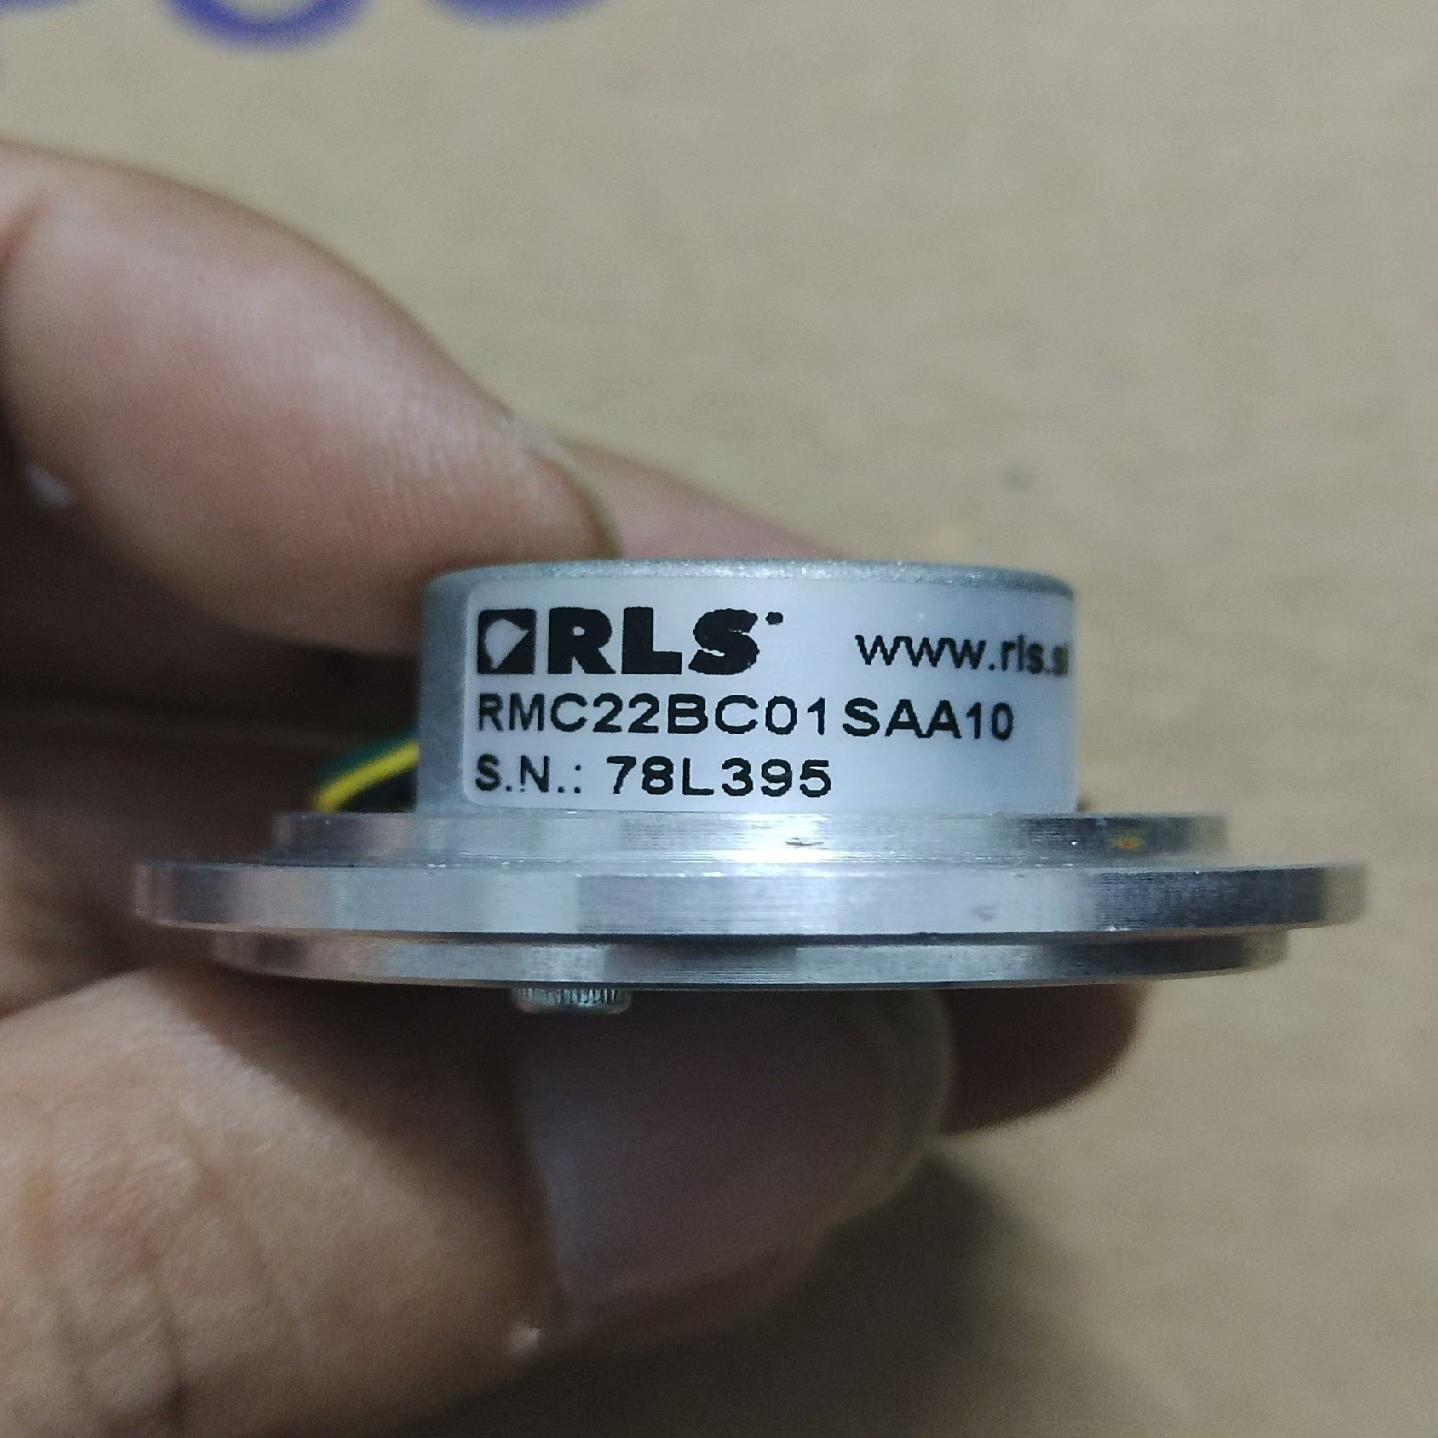 RLS www.rls.si
RMC22BC01SAA10
S.N.: 78L395